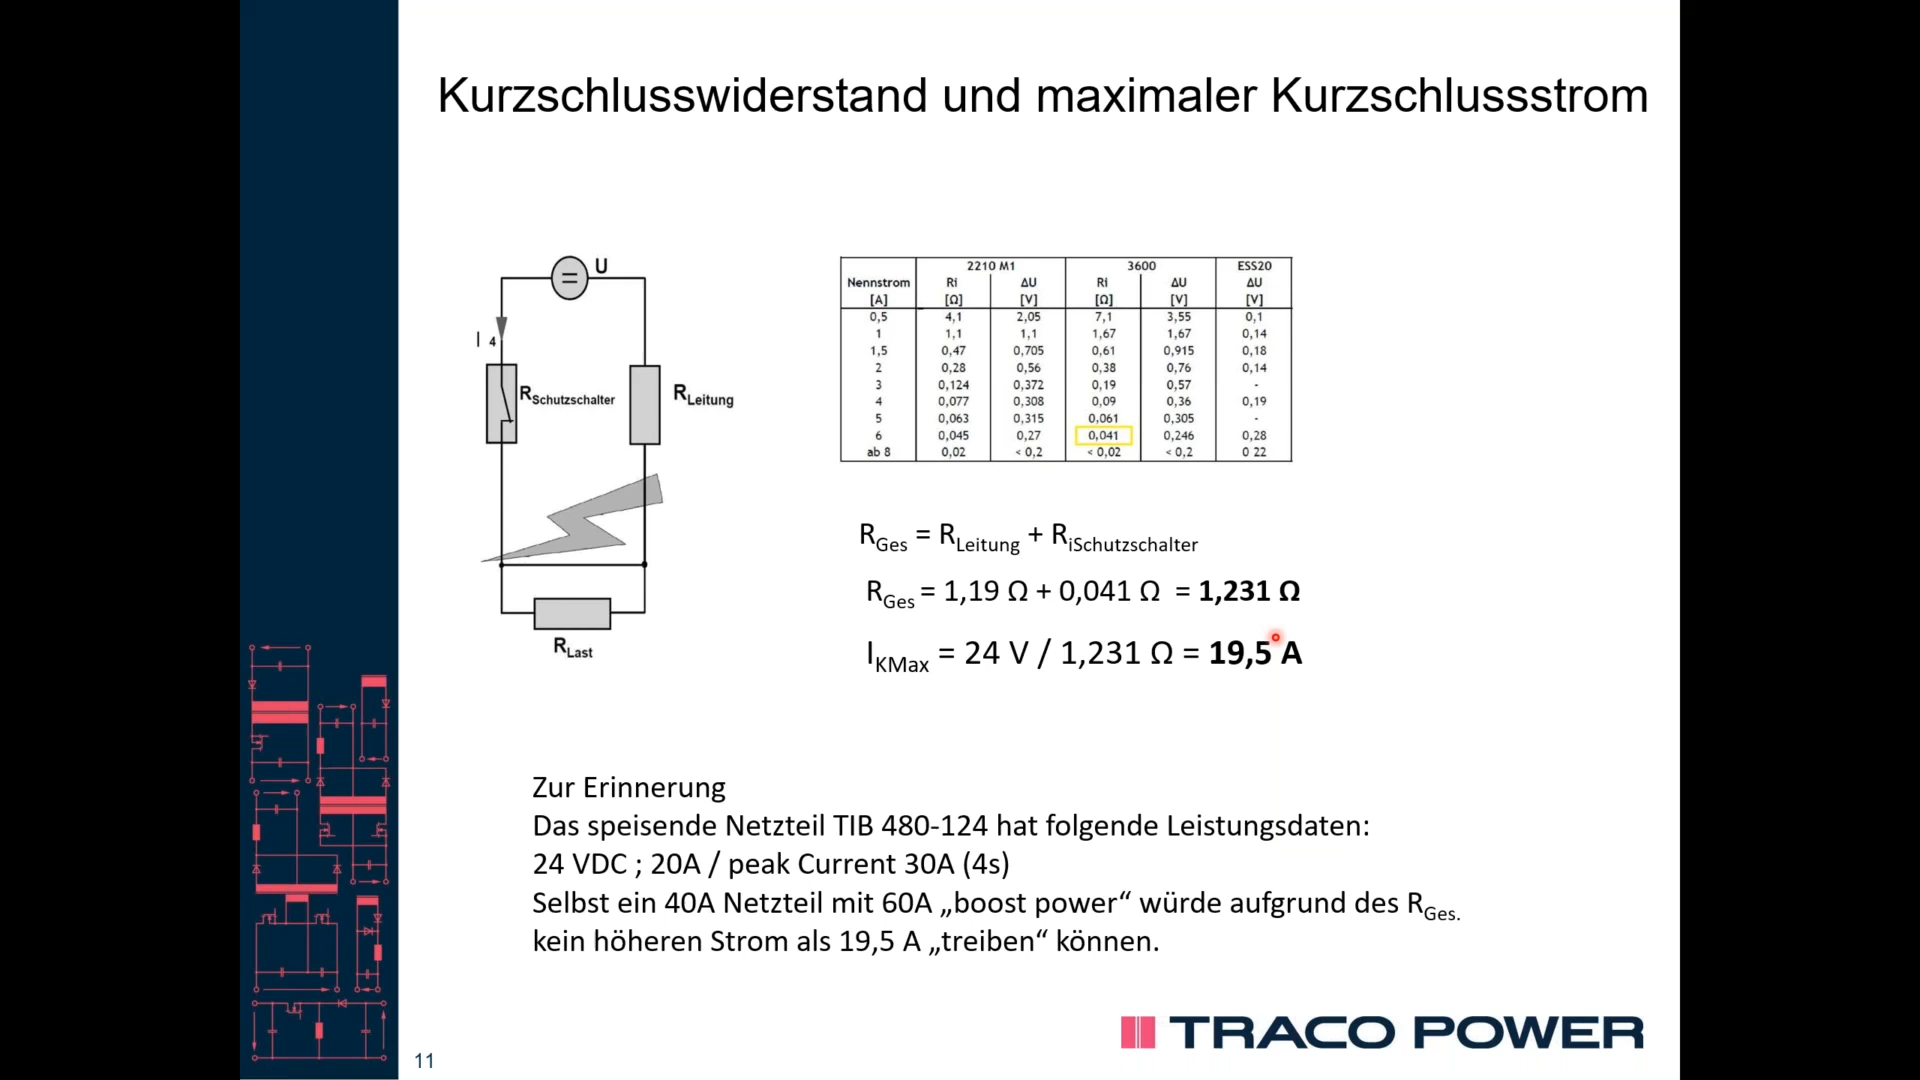 Kurzschlusswiderstand und maximaler Kurzschlussstrom
U
I 4
R Schutzschalter
R Leitung
R Last
2210 M1 3600 ESS20
Nennstrom Ri ΔU Ri ΔU ΔU
[A] [Ω] [V] [Ω] [V] [V]
0,5 4,1 2,05 7,1 3,55 0,1
1 1,1 1,1 1,67 1,67 0,14
1,5 0,47 0,705 0,61 0,915 0,18
2 0,28 0,56 0,38 0,76 0,14
3 0,124 0,372 0,19 0,57 -
4 0,077 0,308 0,09 0,36 0,19
5 0,063 0,315 0,061 0,305 -
6 0,045 0,27 0,041 0,246 0,28
ab 8 0,02 < 0,2 < 0,02 < 0,2 0 22
RGes = RLeitung + RiSchutzschalter
RGes = 1,19 Ω + 0,041 Ω = 1,231 Ω
IKMax = 24 V / 1,231 Ω = 19,5 A
Zur Erinnerung
Das speisende Netzteil TIB 480-124 hat folgende Leistungsdaten:
24 VDC ; 20A / peak Current 30A (4s)
Selbst ein 40A Netzteil mit 60A „boost power“ würde aufgrund des RGes.
kein höheren Strom als 19,5 A „treiben“ können.
TRACO POWER
11